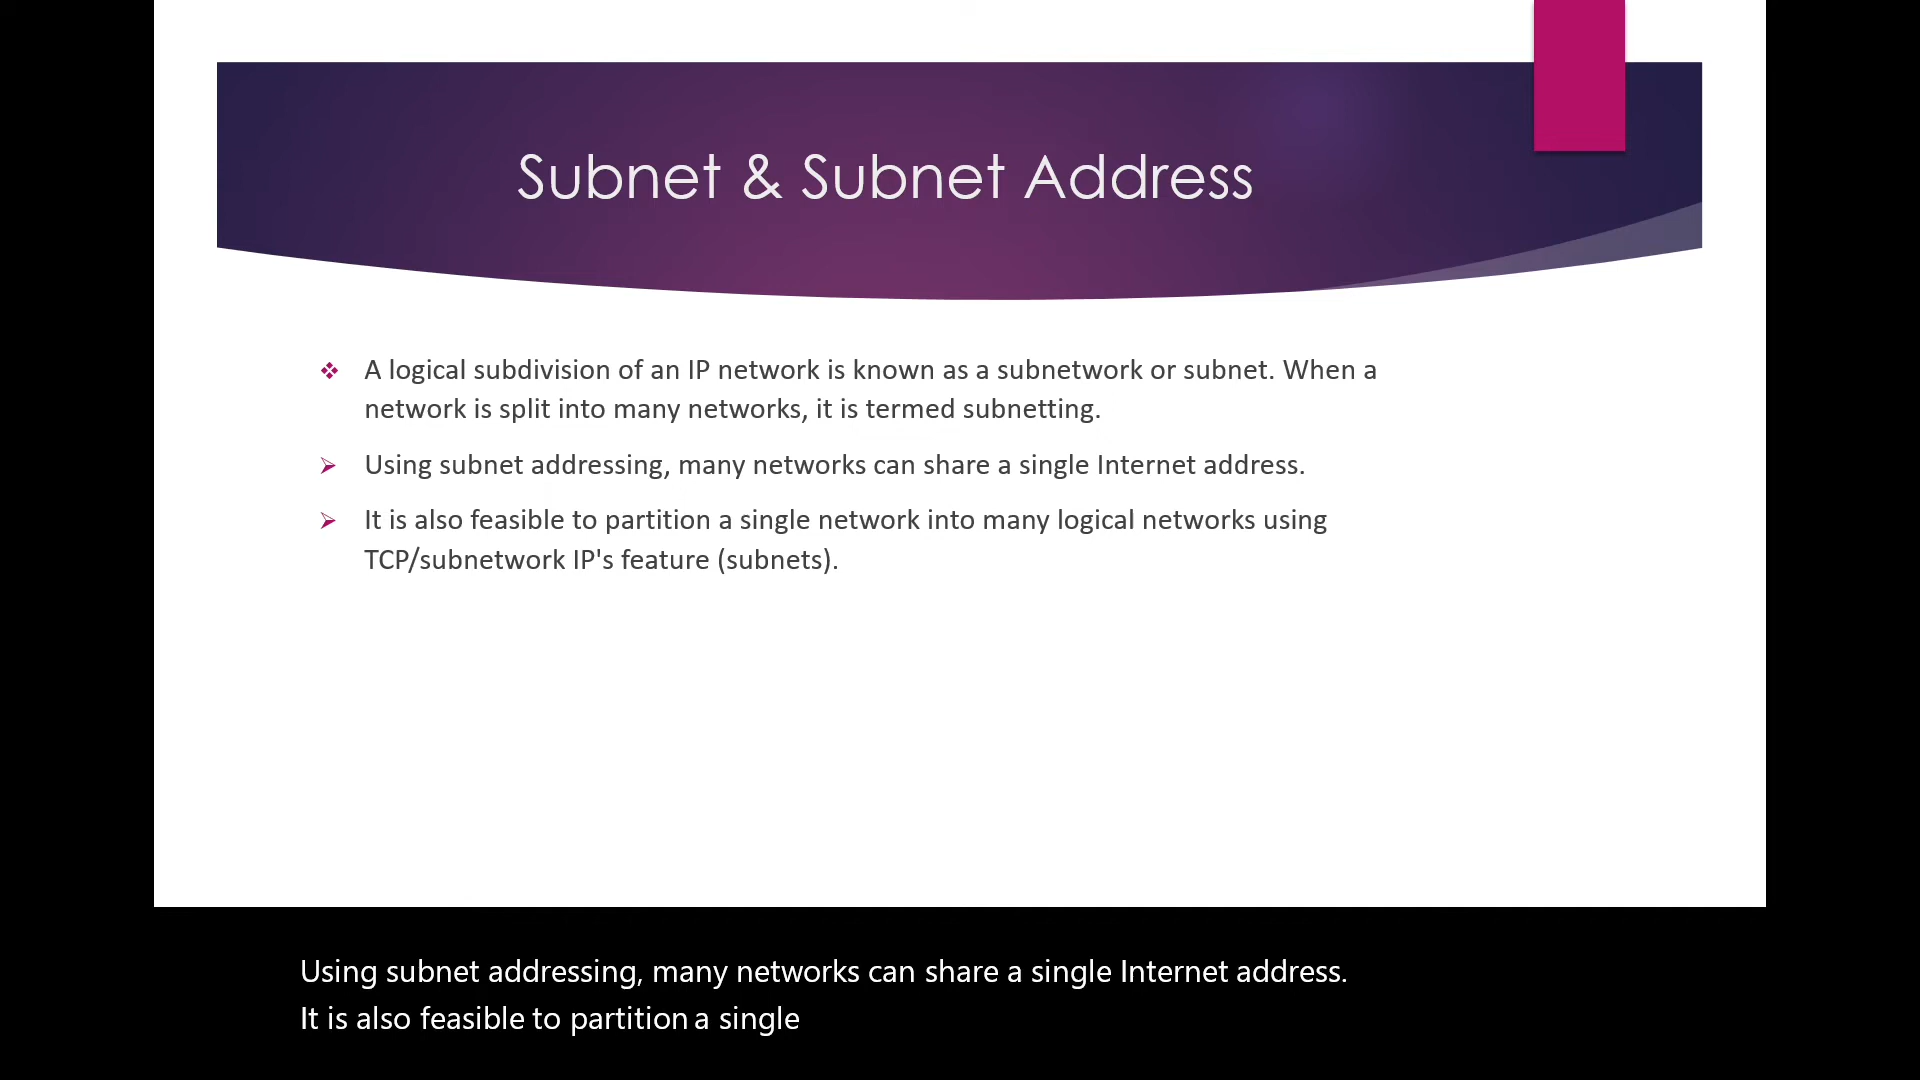 Subnet & Subnet Address
A logical subdivision of an IP network is known as a subnetwork or subnet. When a
network is split into many networks, it is termed subnetting.
Using subnet addressing, many networks can share a single Internet address.
It is also feasible to partition a single network into many logical networks using
TCP/subnetwork IP's feature (subnets).
Using subnet addressing, many networks can share a single Internet address.
It is also feasible to partition a single